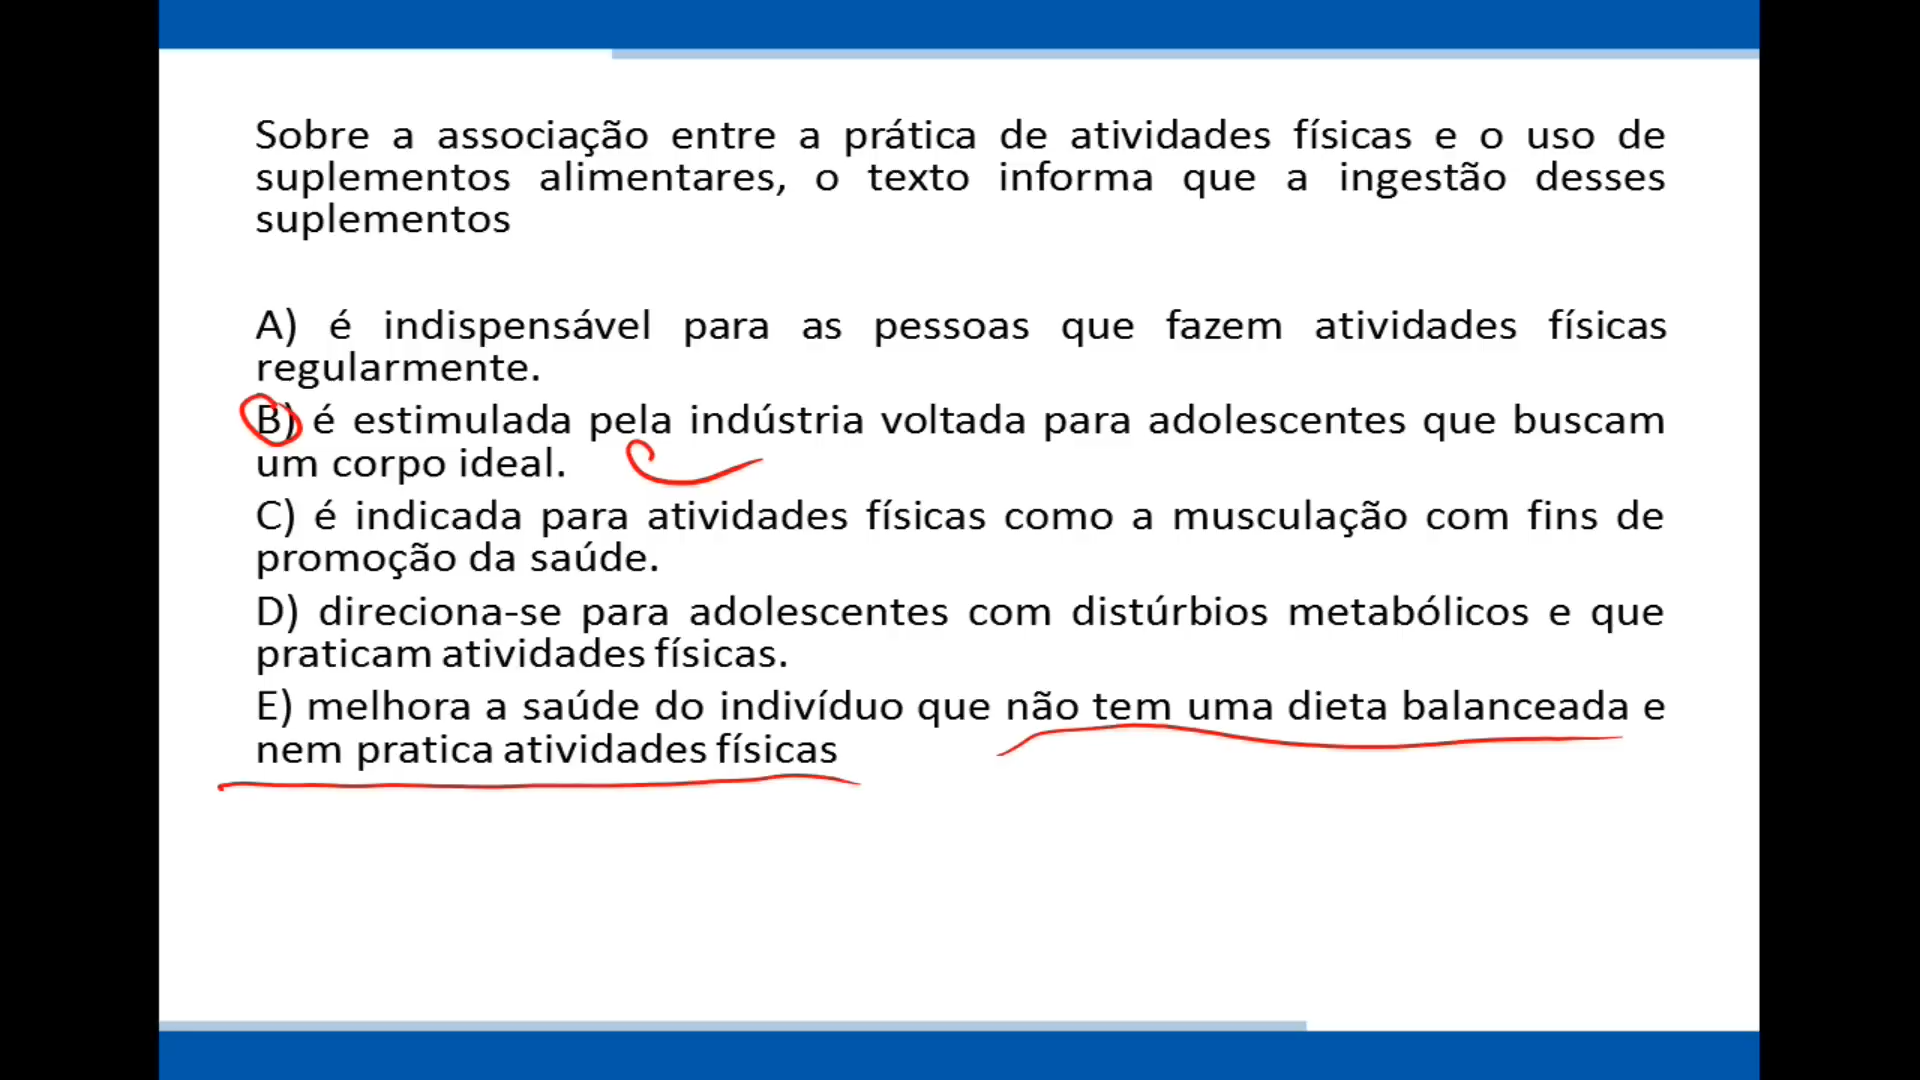 Sobre a associação entre a prática de atividades físicas e o uso de
suplementos alimentares, o texto informa que a ingestão desses
suplementos
A) é indispensável para as pessoas que fazem atividades físicas
regularmente.
B) é estimulada pela indústria voltada para adolescentes que buscam
um corpo ideal.
C) é indicada para atividades físicas como a musculação com fins de
promoção da saúde.
D) direciona-se para adolescentes com distúrbios metabólicos e que
praticam atividades físicas.
E) melhora a saúde do indivíduo que não tem uma dieta balanceada e
nem pratica atividades físicas